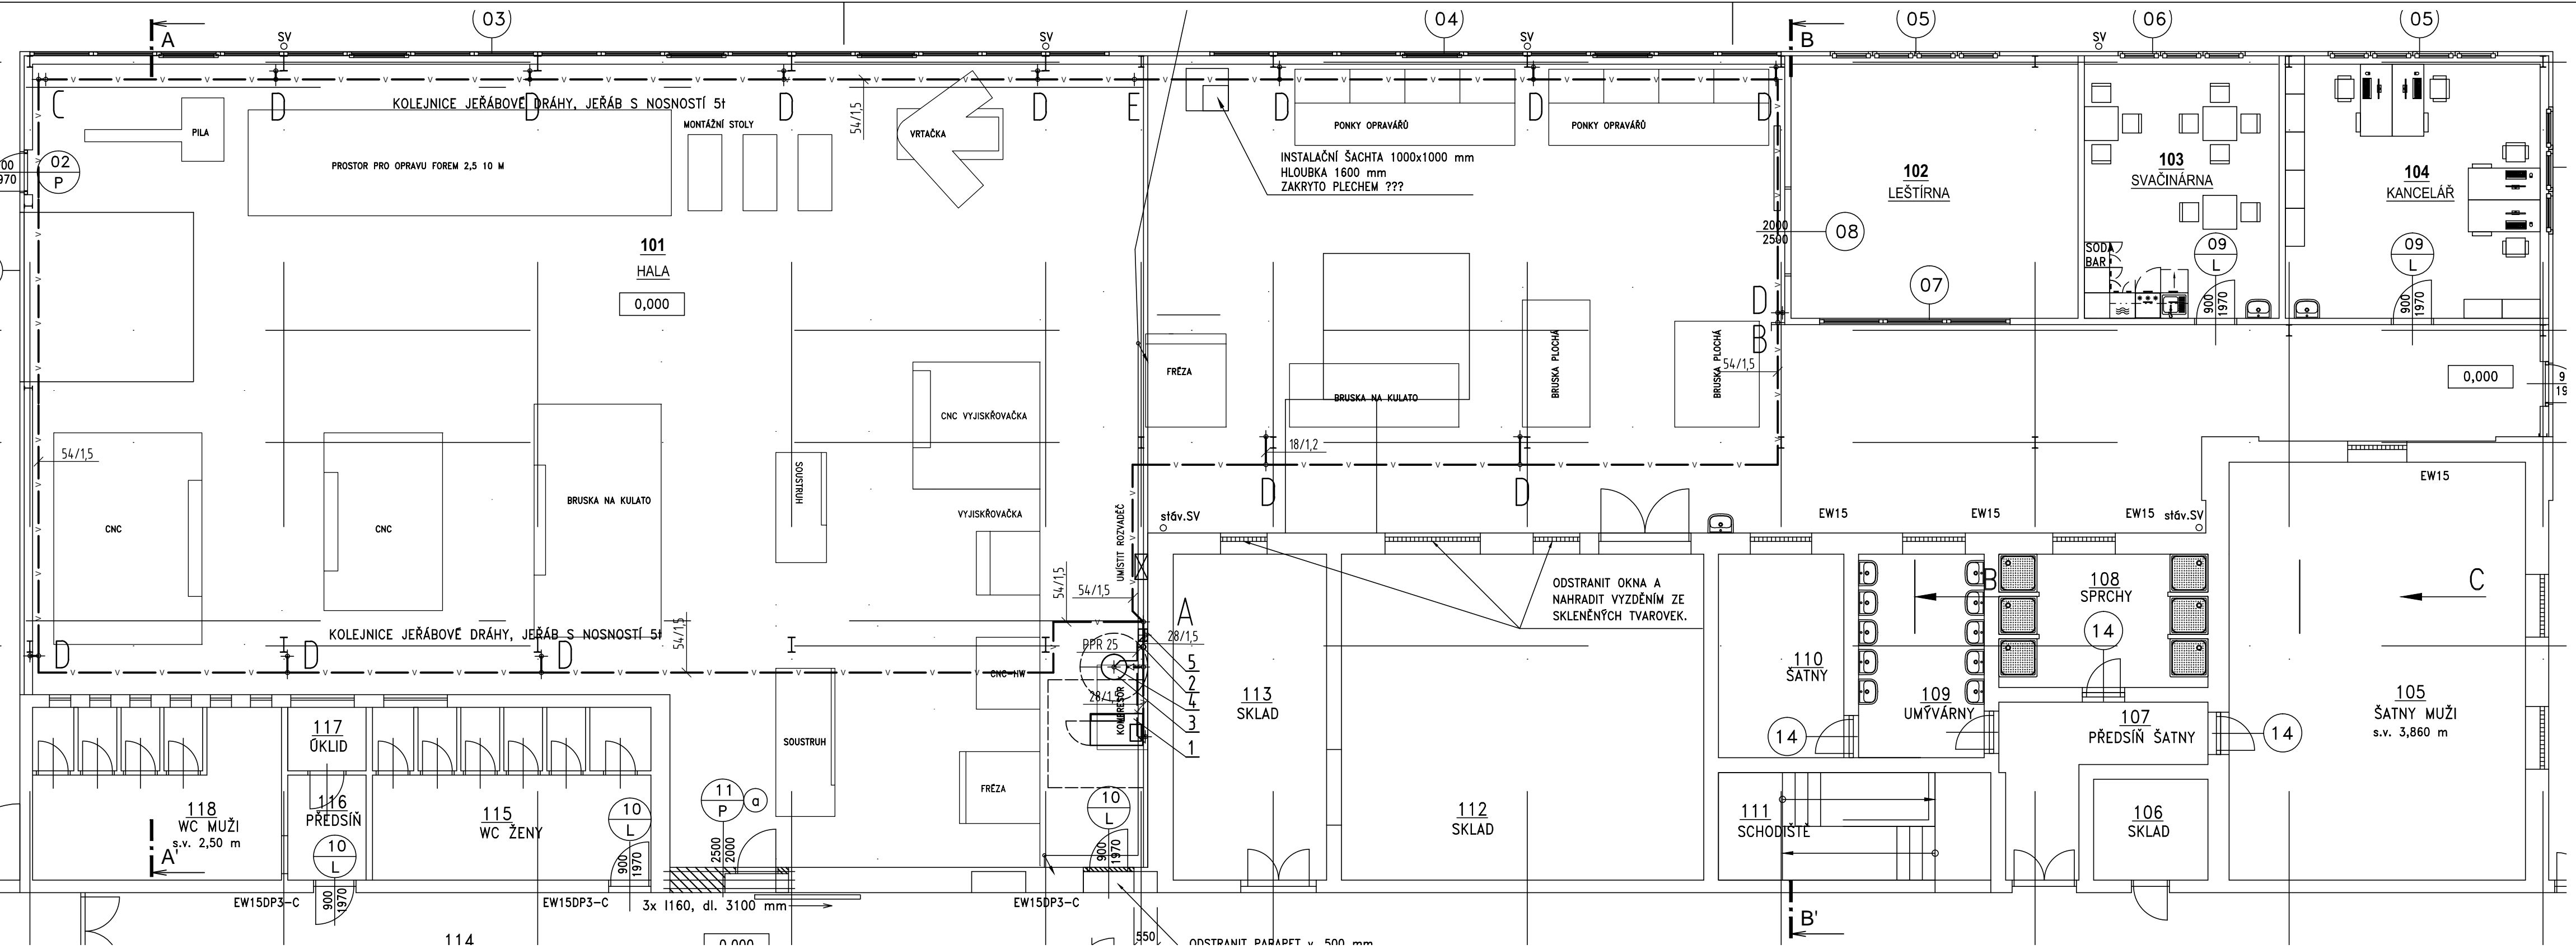 03
04
05
06
05
A
SV
SV
SV
B
SV
C
D
D
D
D
E
D
D
D
KOLEJNICE JEŘÁBOVÉ DRÁHY, JEŘÁB S NOSNOSTÍ 5t
54/1,5
PILA
MONTÁŽNÍ STOLY
VRTAČKA
PONKY OPRAVÁŘŮ
PONKY OPRAVÁŘŮ
02
P
970
PROSTOR PRO OPRAVU FOREM 2,5 10 M
INSTALAČNÍ ŠACHTA 1000x1000 mm
HLOUBKA 1600 mm
ZAKRYTO PLECHEM ???
102
LEŠTÍRNA
103
SVAČINÁRNA
104
KANCELÁŘ
101
HALA
0,000
2000
2500
08
SODA
BAR
09
L
900
1970
09
L
900
1970
07
D
B
54/1,5
FRÉZA
BRUSKA NA KULATO
BRUSKA PLOCHÁ
BRUSKA PLOCHÁ
0,000
CNC VYJISKŘOVAČKA
54/1,5
CNC
CNC
BRUSKA NA KULATO
SOUSTRUH
VYJISKŘOVAČKA
UMÍSTIT ROZVADĚČ
18/1,2
D
D
stáv.SV
EW15
EW15
EW15
stáv.SV
EW15
54/1,5
54/1,5
A
ODSTRANIT OKNA A
NAHRADIT VYZDĚNÍM ZE
SKLENĚNÝCH TVAROVEK.
B
C
108
SPRCHY
14
KOLEJNICE JEŘÁBOVÉ DRÁHY, JEŘÁB S NOSNOSTÍ 5t
54/1,5
D
D
D
PPR 25
28/1,5
5
2
4
3
1
CNC-HW
28/1,5
KOMPRESOR
113
SKLAD
110
ŠATNY
109
UMÝVÁRNY
14
107
PŘEDSÍŇ ŠATNY
14
105
ŠATNY MUŽI
s.v. 3,860 m
117
ÚKLID
SOUSTRUH
FRÉZA
118
WC MUŽI
s.v. 2,50 m
116
PŘEDSÍŇ
10
L
900
1970
115
WC ŽENY
10
L
900
1970
11
P
a
2500
2000
10
L
900
1970
112
SKLAD
111
SCHODIŠTĚ
106
SKLAD
A'
B'
EW15DP3-C
EW15DP3-C
3x I160, dl. 3100 mm
EW15DP3-C
114
0,000
550
ODSTRANIT PARAPET v. 500 mm